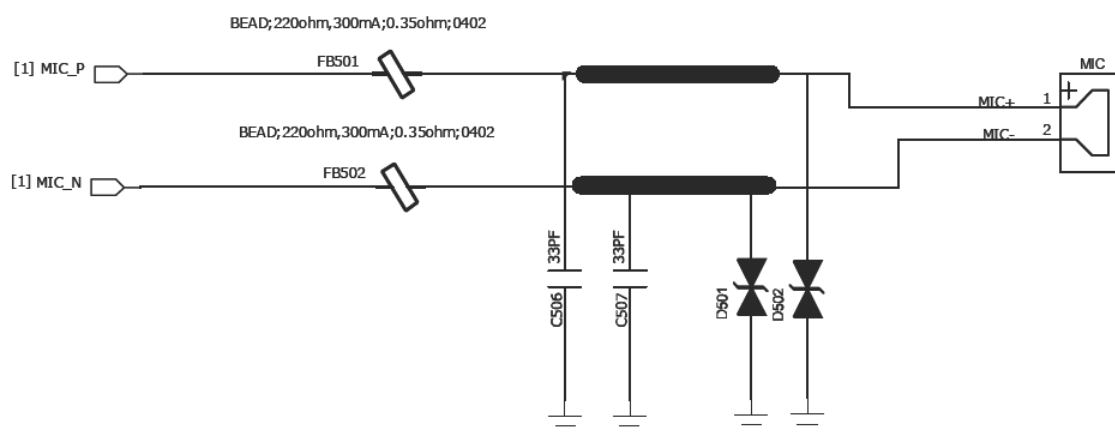 BEAD;220ohm,300mA;0.35ohm;0402
[1] MIC_P
FB501
MIC
MIC+
1
BEAD;220ohm,300mA;0.35ohm;0402
MIC-
2
[1] MIC_N
FB502
33PF
33PF
C506
C507
D501
D502